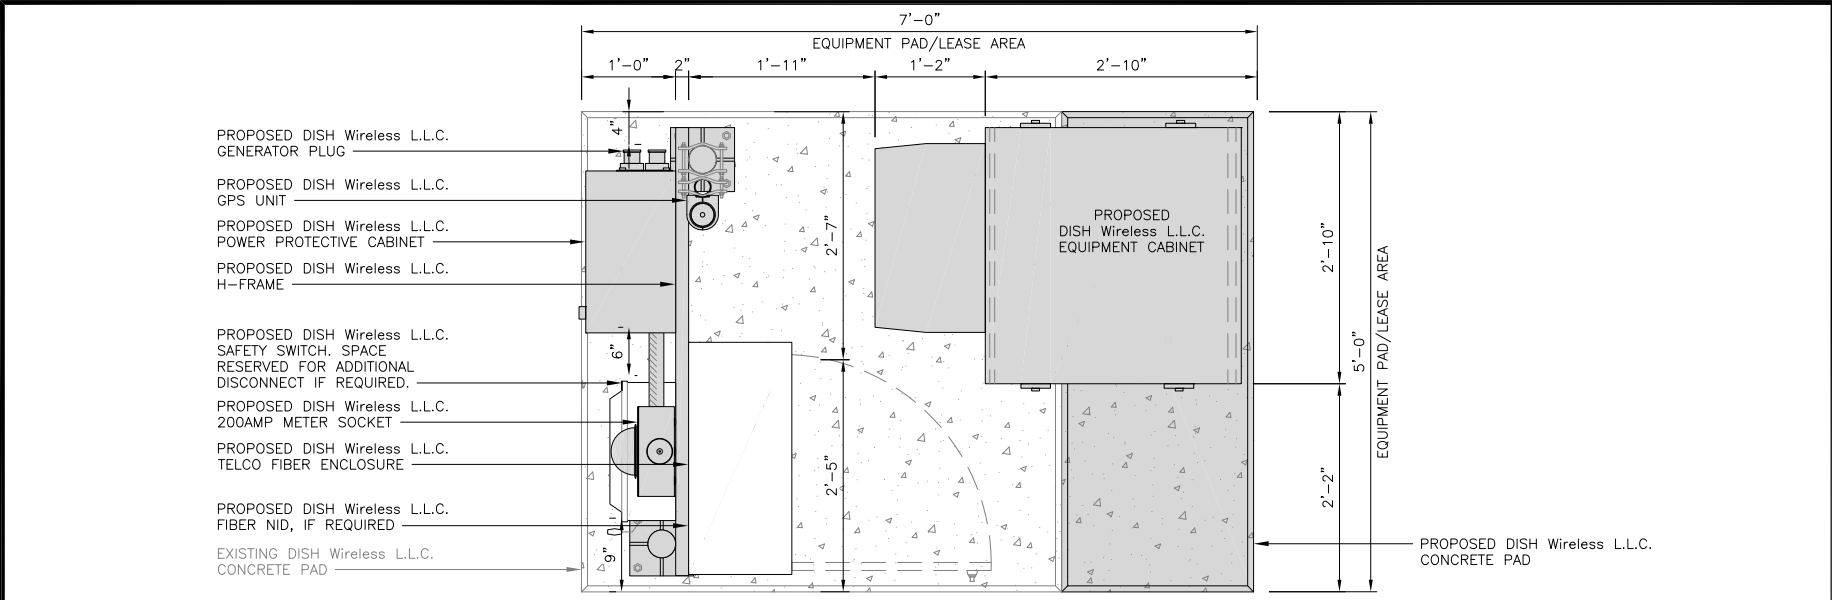 7'-0"
EQUIPMENT PAD/LEASE AREA
1'-0" 2" 1'-11" 1'-2" 2'-10"
PROPOSED DISH Wireless L.L.C.
GENERATOR PLUG
4"
PROPOSED DISH Wireless L.L.C.
GPS UNIT
PROPOSED DISH Wireless L.L.C.
POWER PROTECTIVE CABINET
PROPOSED DISH Wireless L.L.C.
H-FRAME
PROPOSED DISH Wireless L.L.C.
SAFETY SWITCH. SPACE
RESERVED FOR ADDITIONAL
DISCONNECT IF REQUIRED.
6"
PROPOSED DISH Wireless L.L.C.
200AMP METER SOCKET
PROPOSED DISH Wireless L.L.C.
TELCO FIBER ENCLOSURE
PROPOSED DISH Wireless L.L.C.
FIBER NID, IF REQUIRED
EXISTING DISH Wireless L.L.C.
CONCRETE PAD
9"
2'-7"
2'-5"
PROPOSED
DISH Wireless L.L.C.
EQUIPMENT CABINET
2'-10"
2'-2"
5'-0"
EQUIPMENT PAD/LEASE AREA
PROPOSED DISH Wireless L.L.C.
CONCRETE PAD